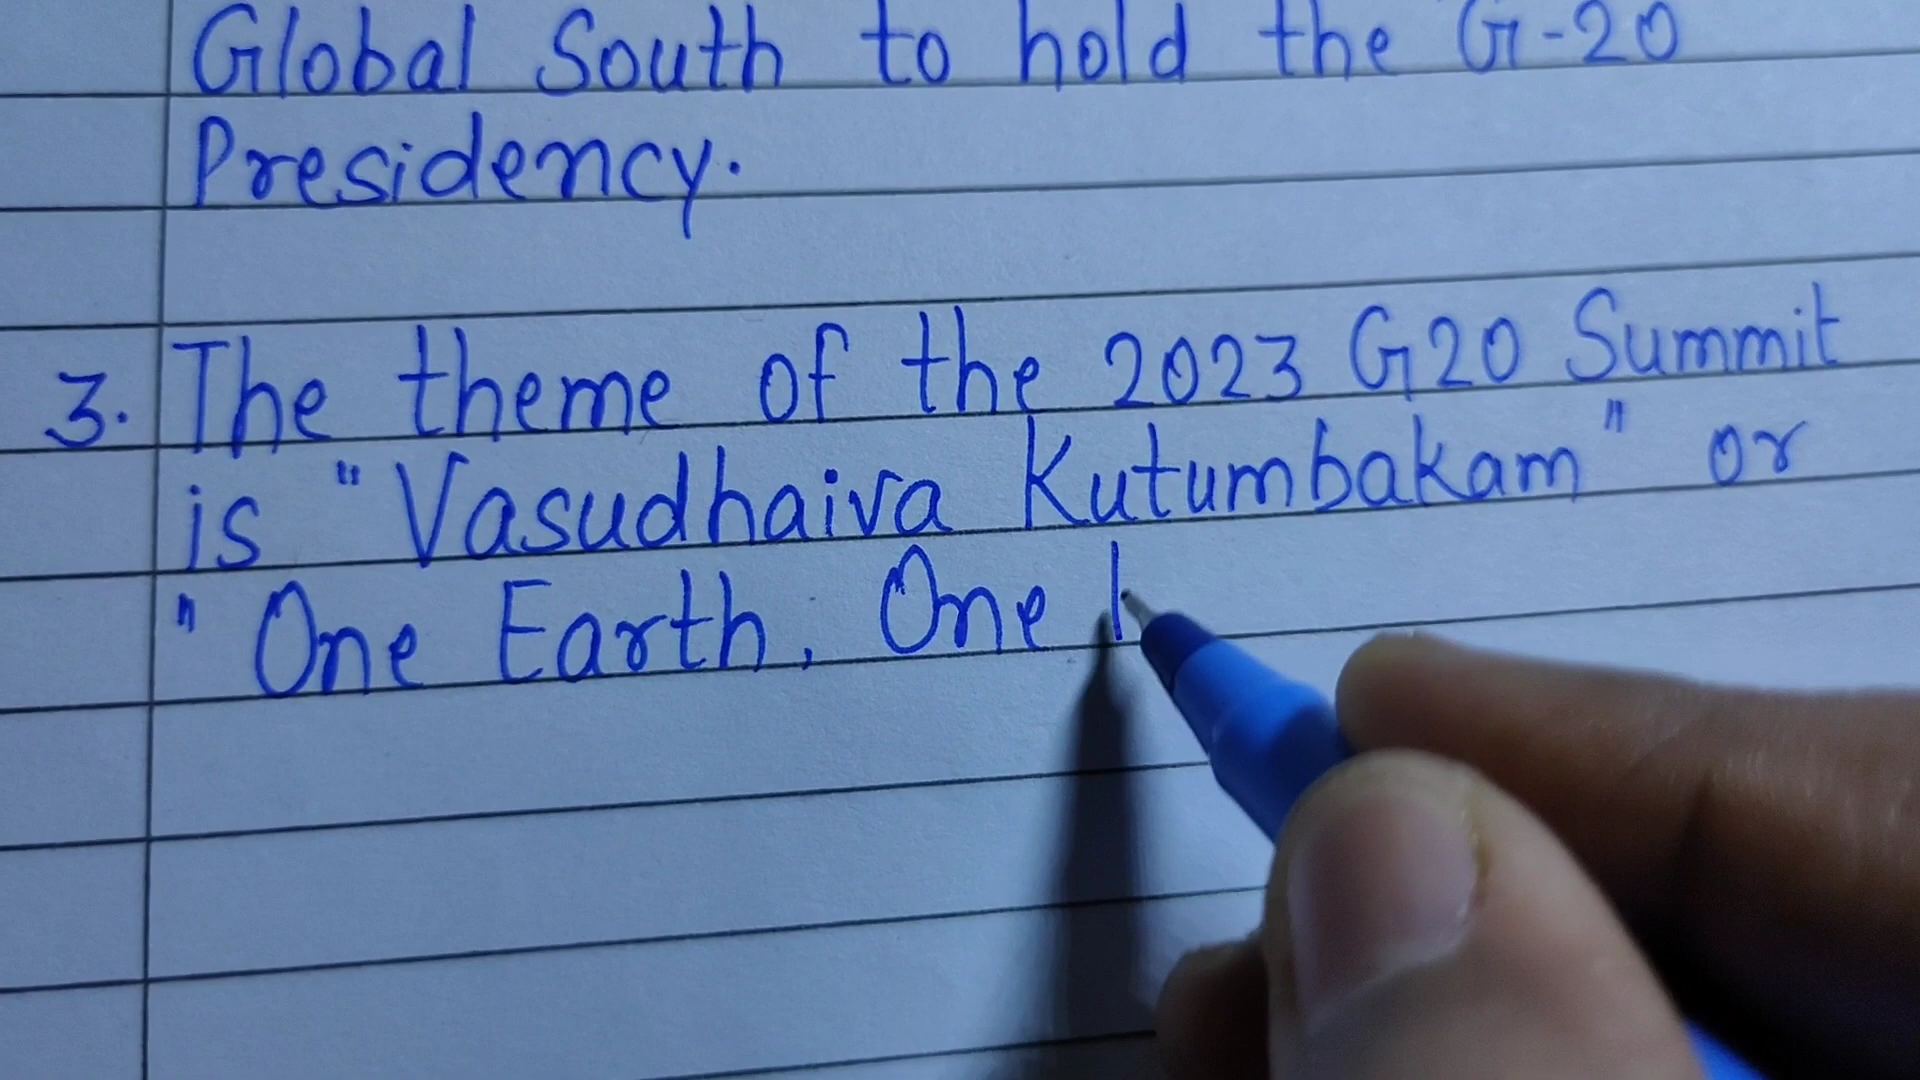 Global South to hold the G-20
Presidency.
3. The theme of the 2023 G20 Summit
is "Vasudhaiva Kutumbakam" or
"One Earth, One